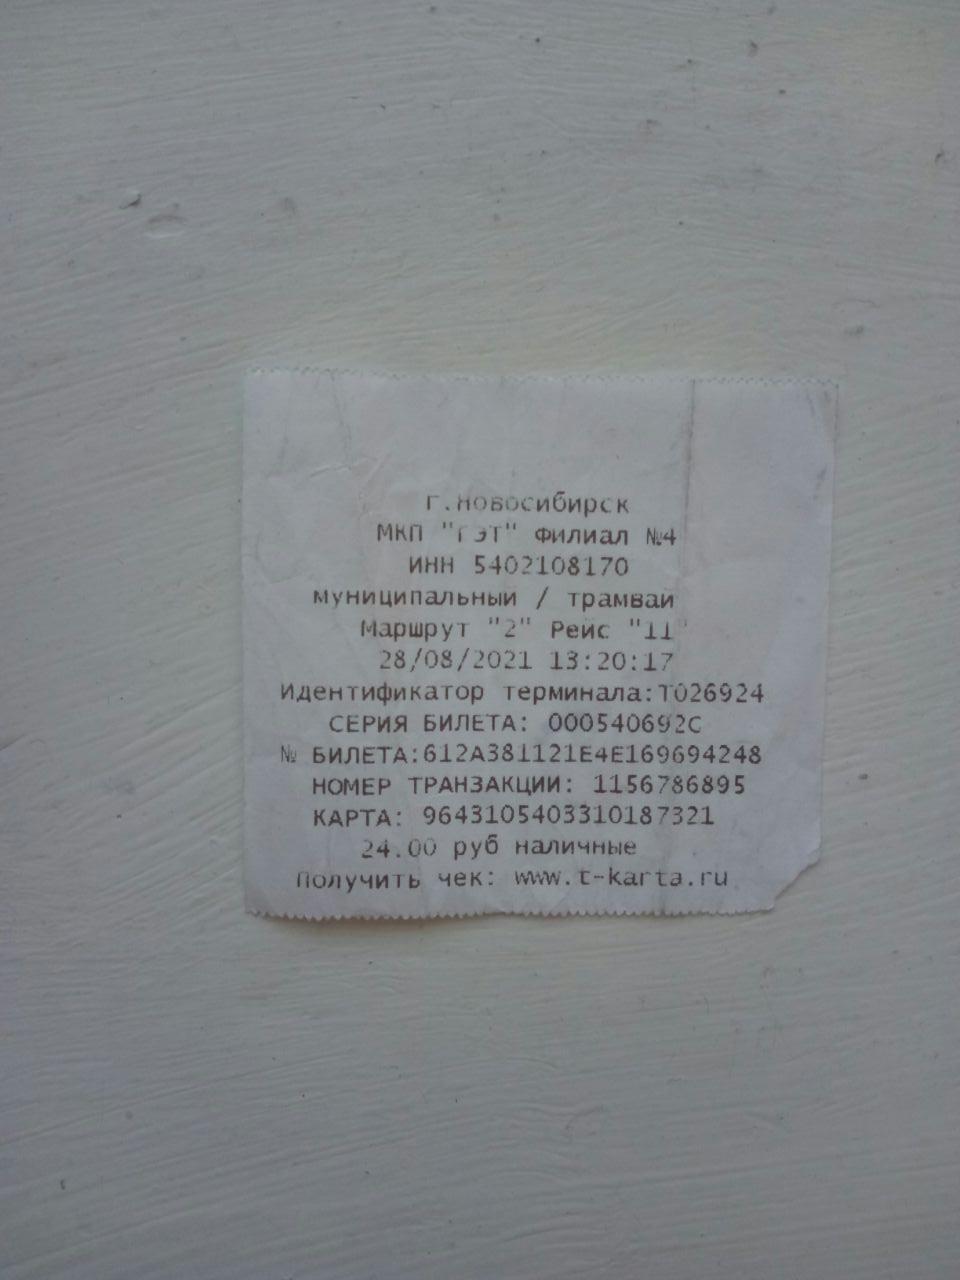 г.Новосибирск
МКП "ГЭТ" Филиал №4
ИНН 5402108170
муниципальный / трамвай
Маршрут "2" Рейс "11"
28/08/2021 13:20:17
Идентификатор терминала:T026924
СЕРИЯ БИЛЕТА: 000540692C
№ БИЛЕТА:612A381121E4E169694248
НОМЕР ТРАНЗАКЦИИ: 1156786895
КАРТА: 9643105403310187321
24.00 руб наличные
Получить чек: www.t-karta.ru